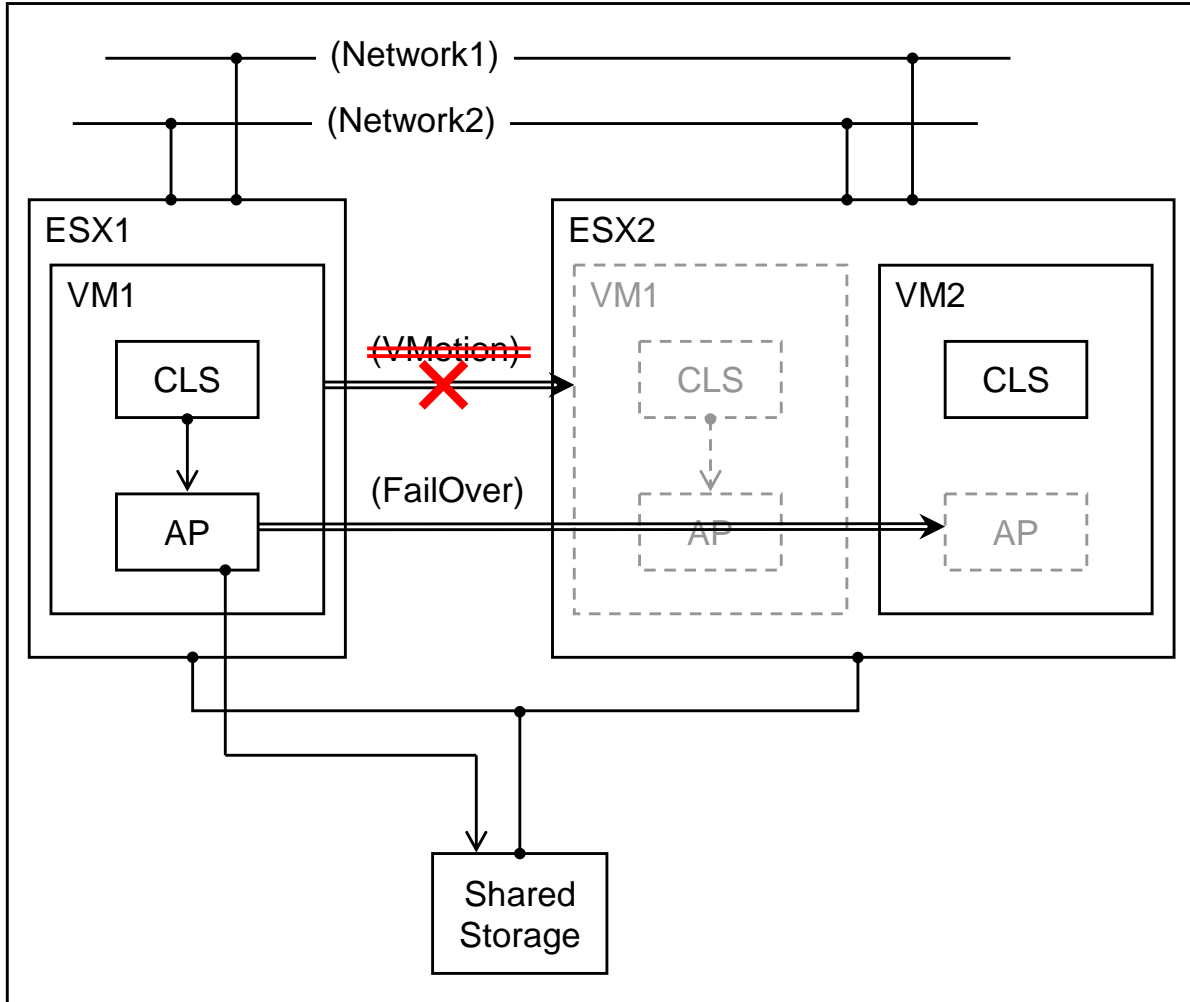 (Network1)
(Network2)
ESX1
ESX2
VM1
VM1
VM2
(VMotion)
CLS
CLS
CLS
(FailOver)
AP
AP
AP
Shared
Storage